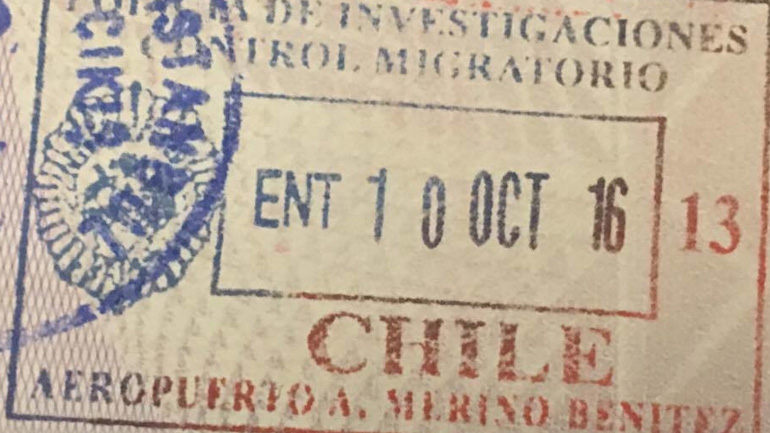 DE INVESTIGACIONES
CONTROL MIGRATORIO
ENT 10 OCT 16
13
CHILE
AEROPUERTO A. MERINO BENITEZ